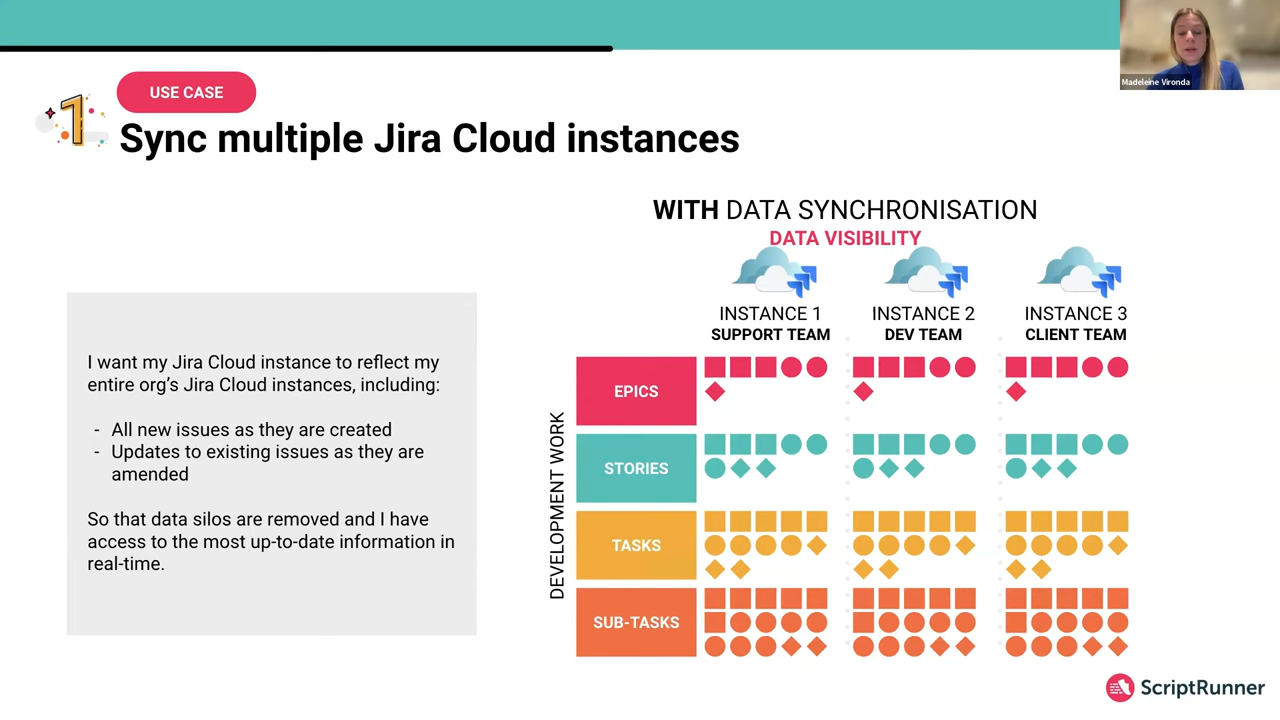 Madeleine Vironda
1
USE CASE
Sync multiple Jira Cloud instances
WITH DATA SYNCHRONISATION
DATA VISIBILITY
INSTANCE 1
SUPPORT TEAM
INSTANCE 2
DEV TEAM
INSTANCE 3
CLIENT TEAM
I want my Jira Cloud instance to reflect my
entire org's Jira Cloud instances, including:
- All new issues as they are created
- Updates to existing issues as they are
amended
So that data silos are removed and I have
access to the most up-to-date information in
real-time.
DEVELOPMENT WORK
EPICS
STORIES
TASKS
SUB-TASKS
ScriptRunner